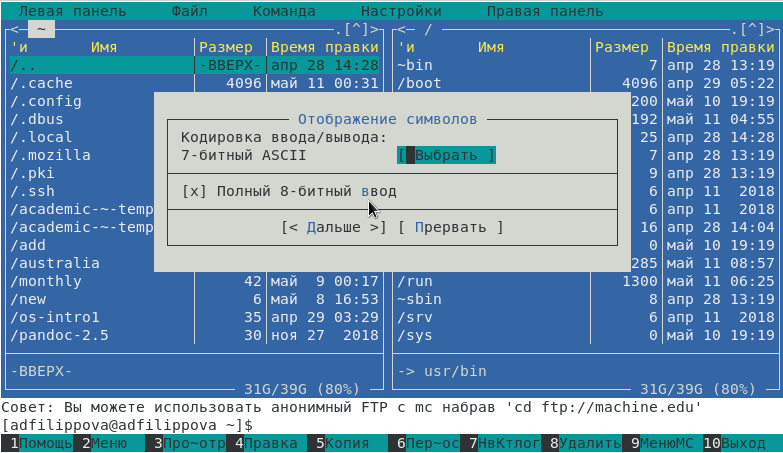 Левая панель Файл Команда Настройки Правая панель
<- ~ .[^]> <- / .[^]>
'и Имя Размер Время правки 'и Имя Размер Время правки
/.. -ВВЕРХ- апр 28 14:28 ~bin 7 апр 28 13:19
/.cache 4096 май 11 00:31 /boot 4096 апр 29 05:22
/.config 200 май 10 19:19
/.dbus Отображение символов 192 май 11 04:55
/.local Кодировка ввода/вывода: 25 апр 28 14:28
/.mozilla 7-битный ASCII [ Выбрать ] 7 апр 28 13:19
/.pki 9 апр 28 13:19
/.ssh [x] Полный 8-битный ввод 6 апр 11 2018
/academic-~-temp 6 апр 11 2018
/academic-~-temp [< Дальше >] [ Прервать ] 16 апр 28 14:04
/add 0 май 10 19:19
/australia 285 май 11 08:57
/monthly 42 май 9 00:17 /run 1300 май 11 06:25
/new 6 май 8 16:53 ~sbin 8 апр 28 13:19
/os-intro1 35 апр 29 03:29 /srv 6 апр 11 2018
/pandoc-2.5 30 ноя 27 2018 /sys 0 май 10 19:19
-ВВЕРХ- -> usr/bin
31G/39G (80%) 31G/39G (80%)
Совет: Вы можете использовать анонимный FTP с mc набрав 'cd ftp://machine.edu'
[adfilippova@adfilippova ~]$
1Помощь 2Меню 3Про~отр 4Правка 5Копия 6Пер~ос 7НвКтлог 8Удалить 9МенюМС 10Выход